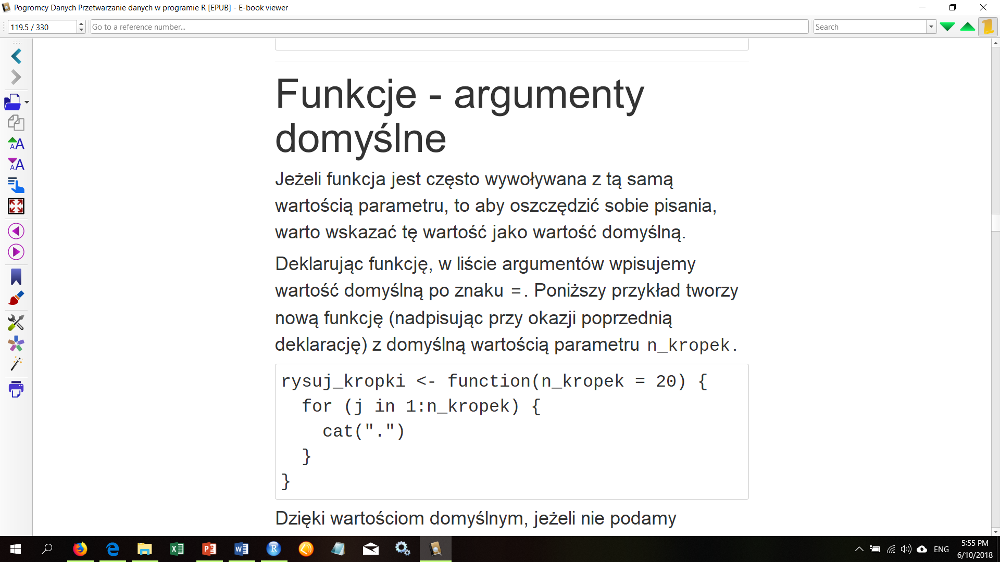 Pogromcy Danych Przetwarzanie danych w programie R [EPUB] - E-book viewer
119.5 / 330
Go to a reference number...
Search
Funkcje - argumenty
domyślne
Jeżeli funkcja jest często wywoływana z tą samą
wartością parametru, to aby oszczędzić sobie pisania,
warto wskazać tę wartość jako wartość domyślną.
Deklarując funkcję, w liście argumentów wpisujemy
wartość domyślną po znaku =. Poniższy przykład tworzy
nową funkcję (nadpisując przy okazji poprzednią
deklarację) z domyślną wartością parametru n_kropek.
rysuj_kropki <- function(n_kropek = 20) {
  for (j in 1:n_kropek) {
    cat(".")
  }
}
Dzięki wartościom domyślnym, jeżeli nie podamy
ENG
5:55 PM
6/10/2018